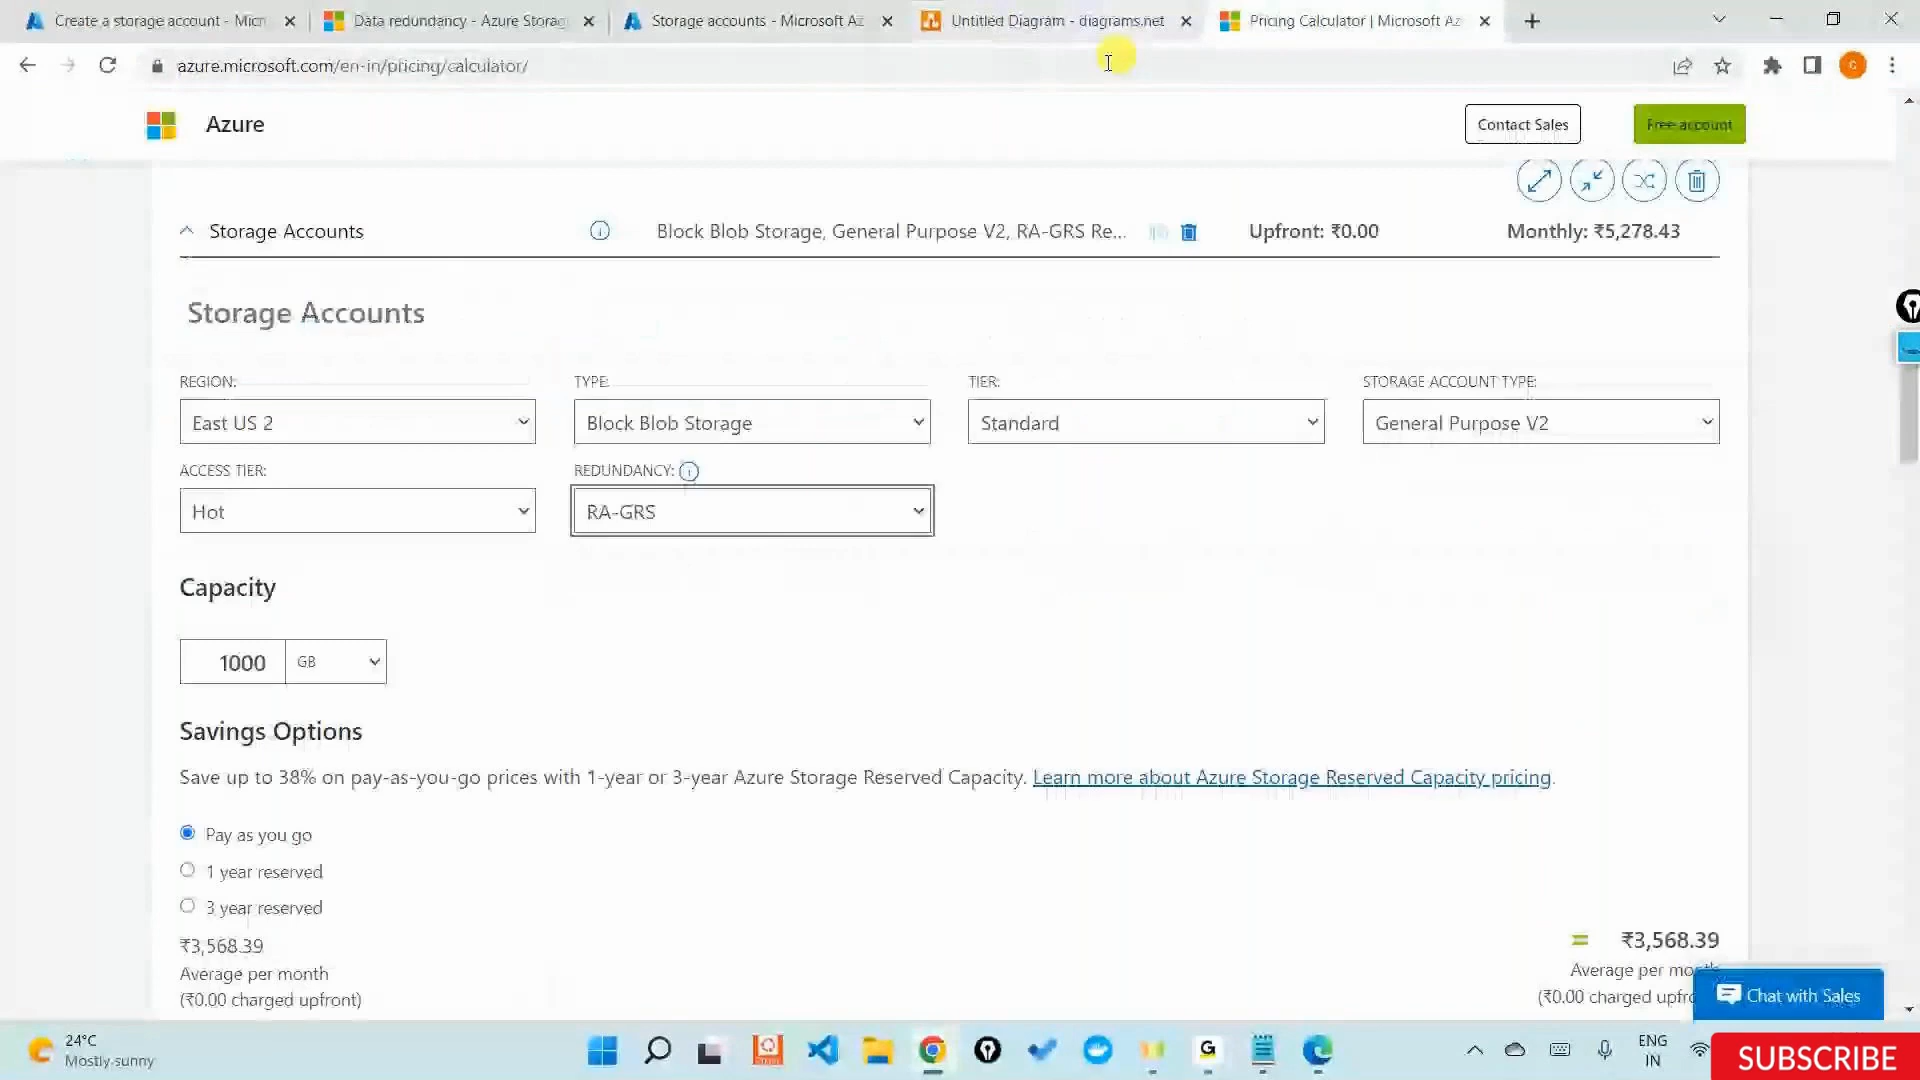 Create a storage account - Micr
Data redundancy - Azure Storag
Storage accounts - Microsoft Az
Untitled Diagram - diagrams.net
Pricing Calculator | Microsoft Az
azure.microsoft.com/en-in/pricing/calculator/
G
Azure
Contact Sales
Free account
Storage Accounts
Block Blob Storage, General Purpose V2, RA-GRS Re...
Upfront: ₹0.00
Monthly: ₹5,278.43
Storage Accounts
REGION:
TYPE:
TIER:
STORAGE ACCOUNT TYPE:
East US 2
Block Blob Storage
Standard
General Purpose V2
ACCESS TIER:
REDUNDANCY:
Hot
RA-GRS
Capacity
1000
GB
Savings Options
Save up to 38% on pay-as-you-go prices with 1-year or 3-year Azure Storage Reserved Capacity. Learn more about Azure Storage Reserved Capacity pricing.
Pay as you go
1 year reserved
3 year reserved
₹3,568.39
Average per month
(₹0.00 charged upfront)
= ₹3,568.39
Average per mo
(₹0.00 charged upfro
Chat with Sales
24°C
Mostly sunny
G
ENG
IN
SUBSCRIBE